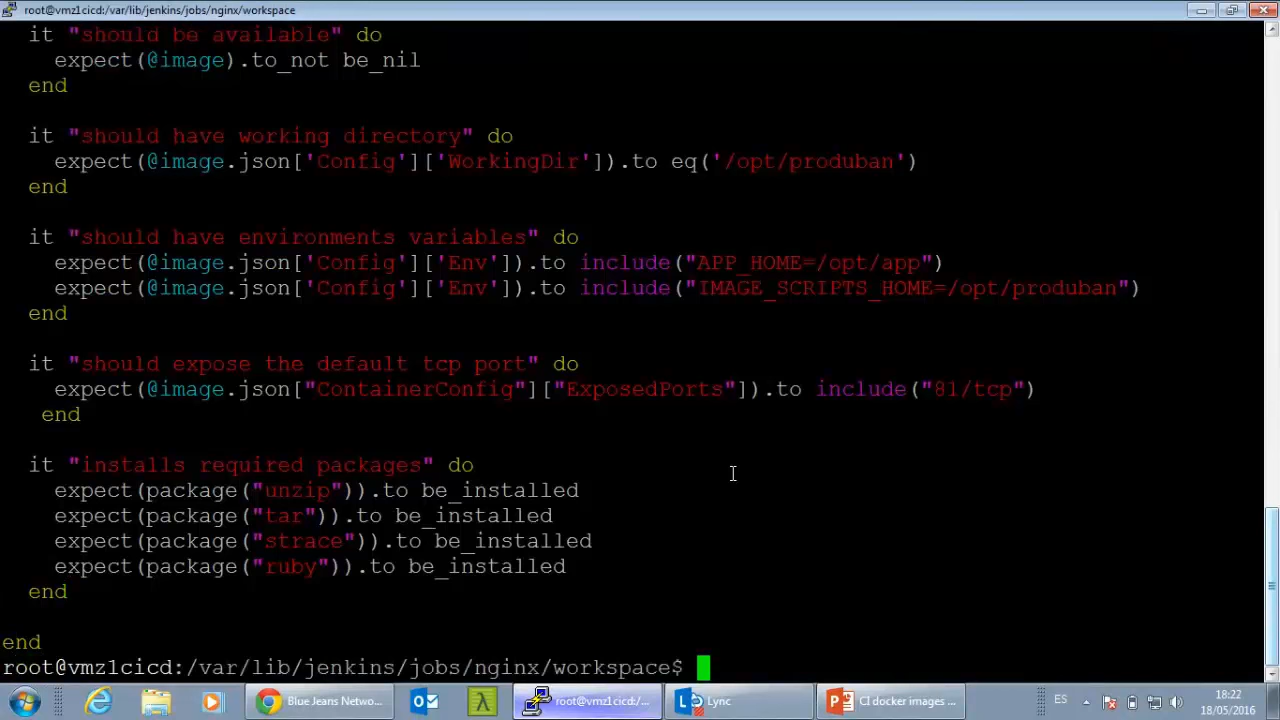 root@vmz1cicd:/var/lib/jenkins/jobs/nginx/workspace
it "should be available" do
expect(@image).to_not be_nil
end
it "should have working directory" do
expect(@image.json['Config']['WorkingDir']).to eq('/opt/produban')
end
it "should have environments variables" do
expect(@image.json['Config']['Env']).to include("APP_HOME=/opt/app")
expect(@image.json['Config']['Env']).to include("IMAGE_SCRIPTS_HOME=/opt/produban")
end
it "should expose the default tcp port" do
expect(@image.json["ContainerConfig"]["ExposedPorts"]).to include("81/tcp")
end
it "installs required packages" do
expect(package("unzip")).to be_installed
expect(package("tar")).to be_installed
expect(package("strace")).to be_installed
expect(package("ruby")).to be_installed
end
end
root@vmz1cicd:/var/lib/jenkins/jobs/nginx/workspace$
Blue Jeans Netwo...
root@vmz1cicd:/...
Lync
CI docker images ...
ES
18:22
18/05/2016